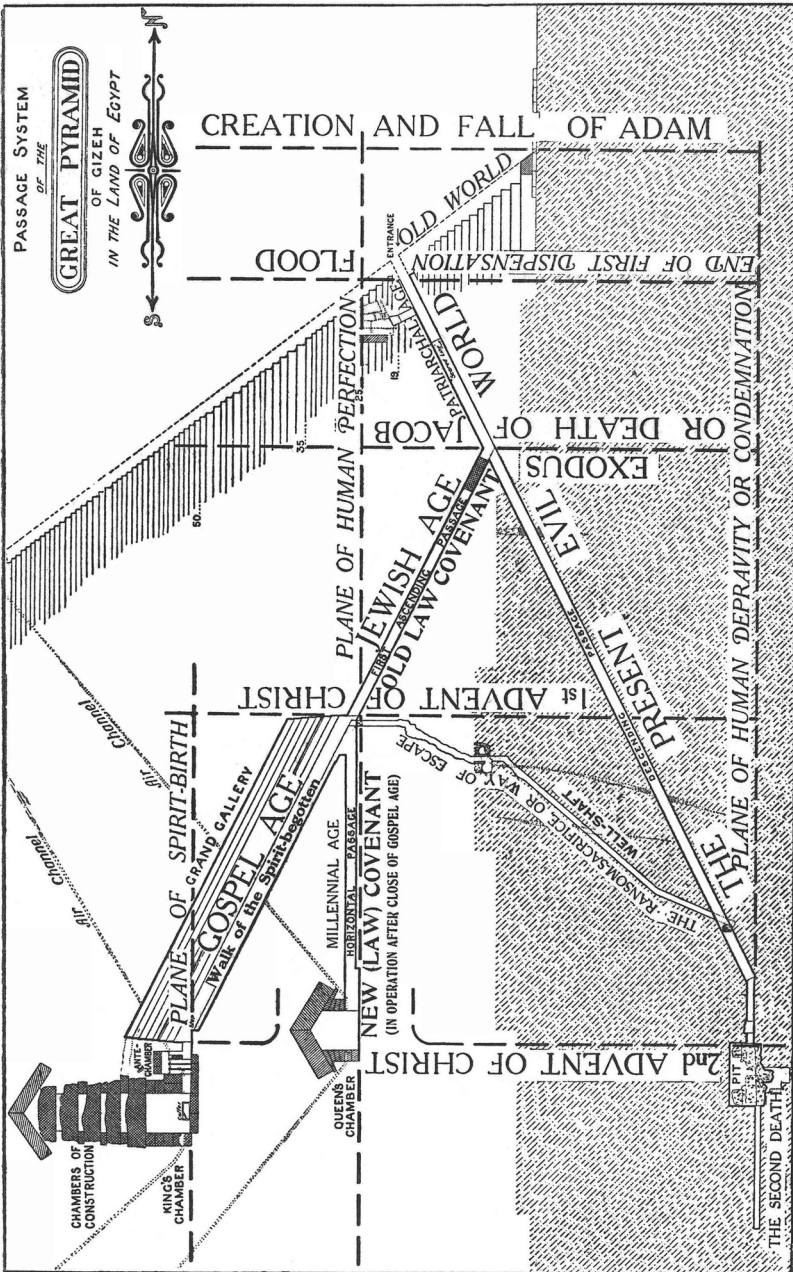 PASSAGE SYSTEM
OF THE
GREAT PYRAMID
OF GIZEH
IN THE LAND OF EGYPT
N
S
CREATION AND FALL OF ADAM
OLD WORLD
ENTRANCE
FLOOD
END OF FIRST DISPENSATION
PATRIARCHAL AGE
PLANE OF HUMAN PERFECTION
19
25
35
50
OR DEATH OF JACOB
EXODUS
JEWISH AGE
FIRST ASCENDING PASSAGE
OLD LAW COVENANT
THE PRESENT EVIL WORLD
DESCENDING PASSAGE
PLANE OF HUMAN DEPRAVITY OR CONDEMNATION
1st ADVENT OF CHRIST
Air Channel
Air Channel
PLANE OF SPIRIT-BIRTH
GRAND GALLERY
GOSPEL AGE
Walk of the Spirit-begotten
MILLENNIAL AGE
HORIZONTAL PASSAGE
NEW (LAW) COVENANT
(IN OPERATION AFTER CLOSE OF GOSPEL AGE)
THE RANSOM SACRIFICE OR WAY OF ESCAPE
WELL-SHAFT
2nd ADVENT OF CHRIST
ANTE-
CHAMBER
CHAMBERS OF
CONSTRUCTION
KING'S
CHAMBER
QUEEN'S
CHAMBER
PIT
THE SECOND DEATH